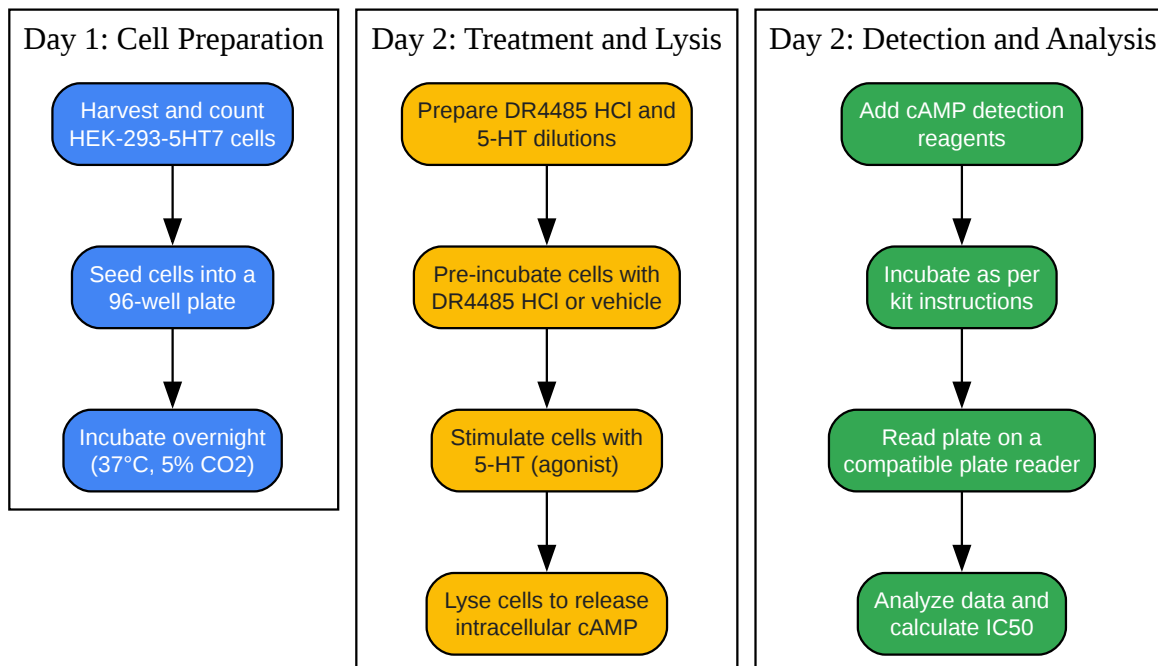 Day 1: Cell Preparation
Harvest and count
HEK-293-5HT7 cells
Seed cells into a
96-well plate
Incubate overnight
(37°C, 5% CO2)
Day 2: Treatment and Lysis
Prepare DR4485 HCl and
5-HT dilutions
Pre-incubate cells with
DR4485 HCl or vehicle
Stimulate cells with
5-HT (agonist)
Lyse cells to release
intracellular cAMP
Day 2: Detection and Analysis
Add cAMP detection
reagents
Incubate as per
kit instructions
Read plate on a
compatible plate reader
Analyze data and
calculate IC50